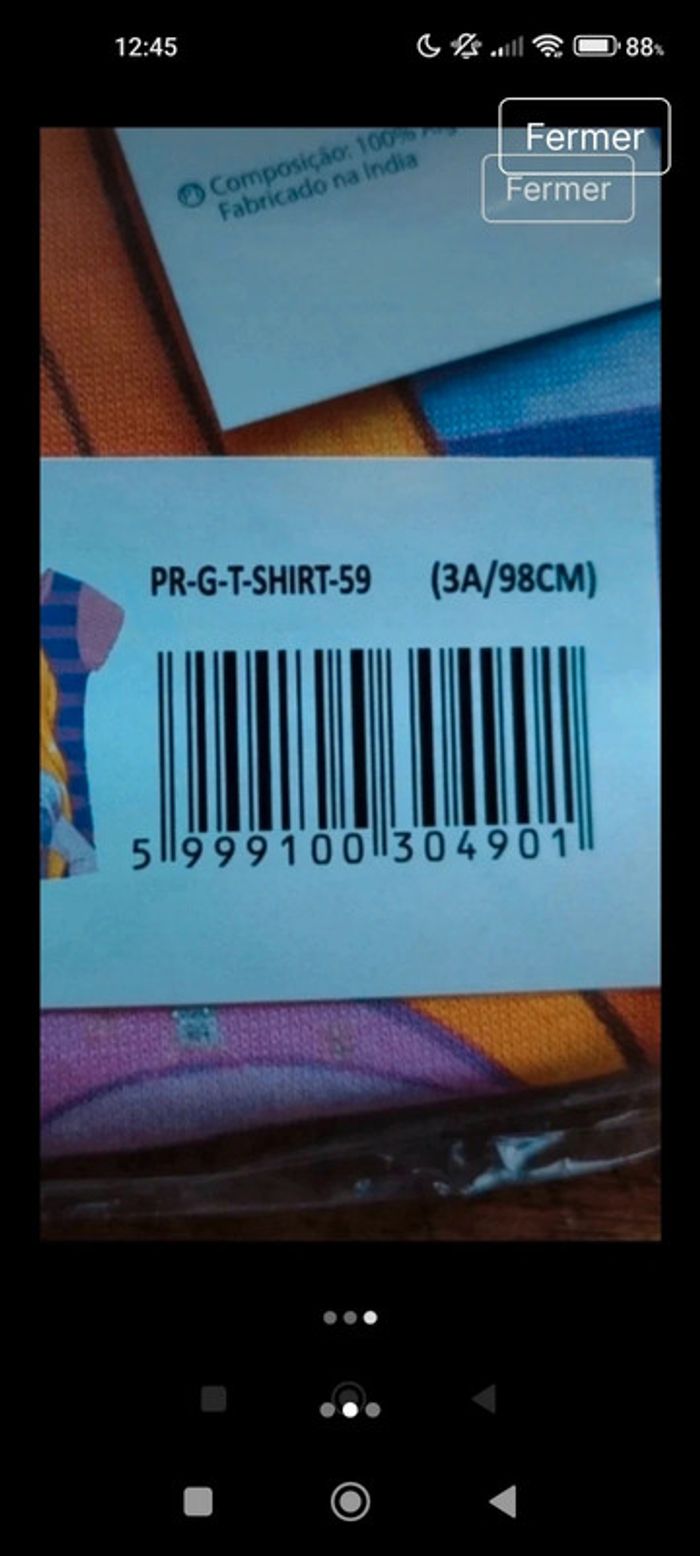 12:45
88%
Fermer
Fermer
Composição: 100%
Fabricado na India
PR-G-T-SHIRT-59 (3A/98CM)
5 999100 304901